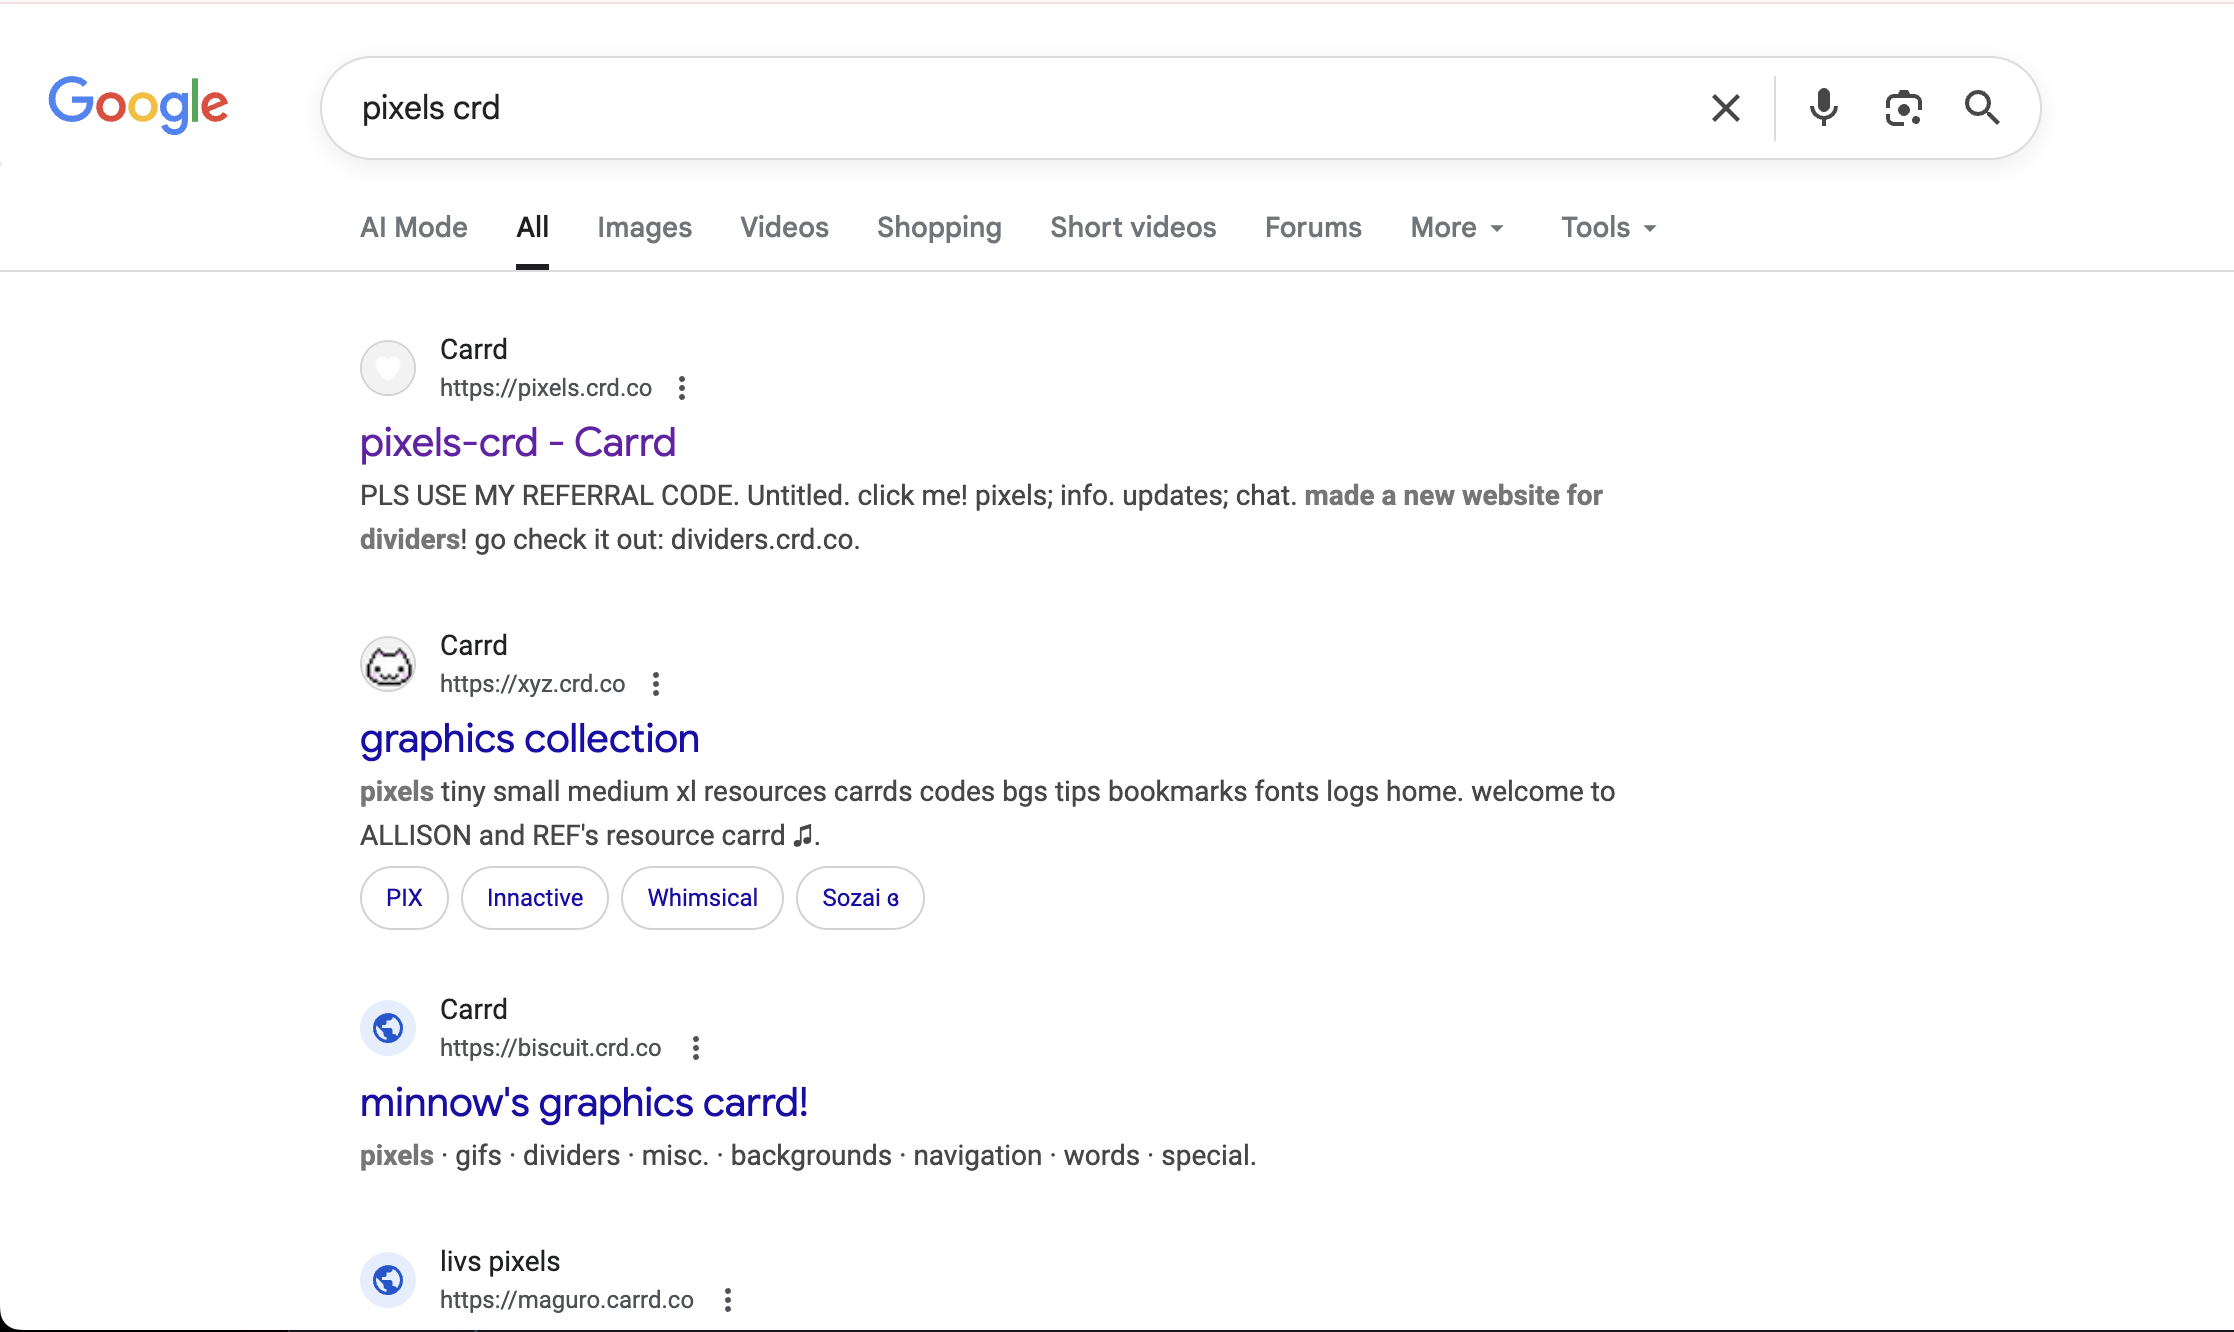 Google
pixels crd
AI Mode All Images Videos Shopping Short videos Forums More Tools
Carrd
https://pixels.crd.co
pixels-crd - Carrd
PLS USE MY REFERRAL CODE. Untitled. click me! pixels; info. updates; chat. made a new website for
dividers! go check it out: dividers.crd.co.
Carrd
https://xyz.crd.co
graphics collection
pixels tiny small medium xl resources carrds codes bgs tips bookmarks fonts logs home. welcome to
ALLISON and REF's resource carrd ♫.
PIX Innactive Whimsical Sozai ɞ
Carrd
https://biscuit.crd.co
minnow's graphics carrd!
pixels · gifs · dividers · misc. · backgrounds · navigation · words · special.
livs pixels
https://maguro.carrd.co